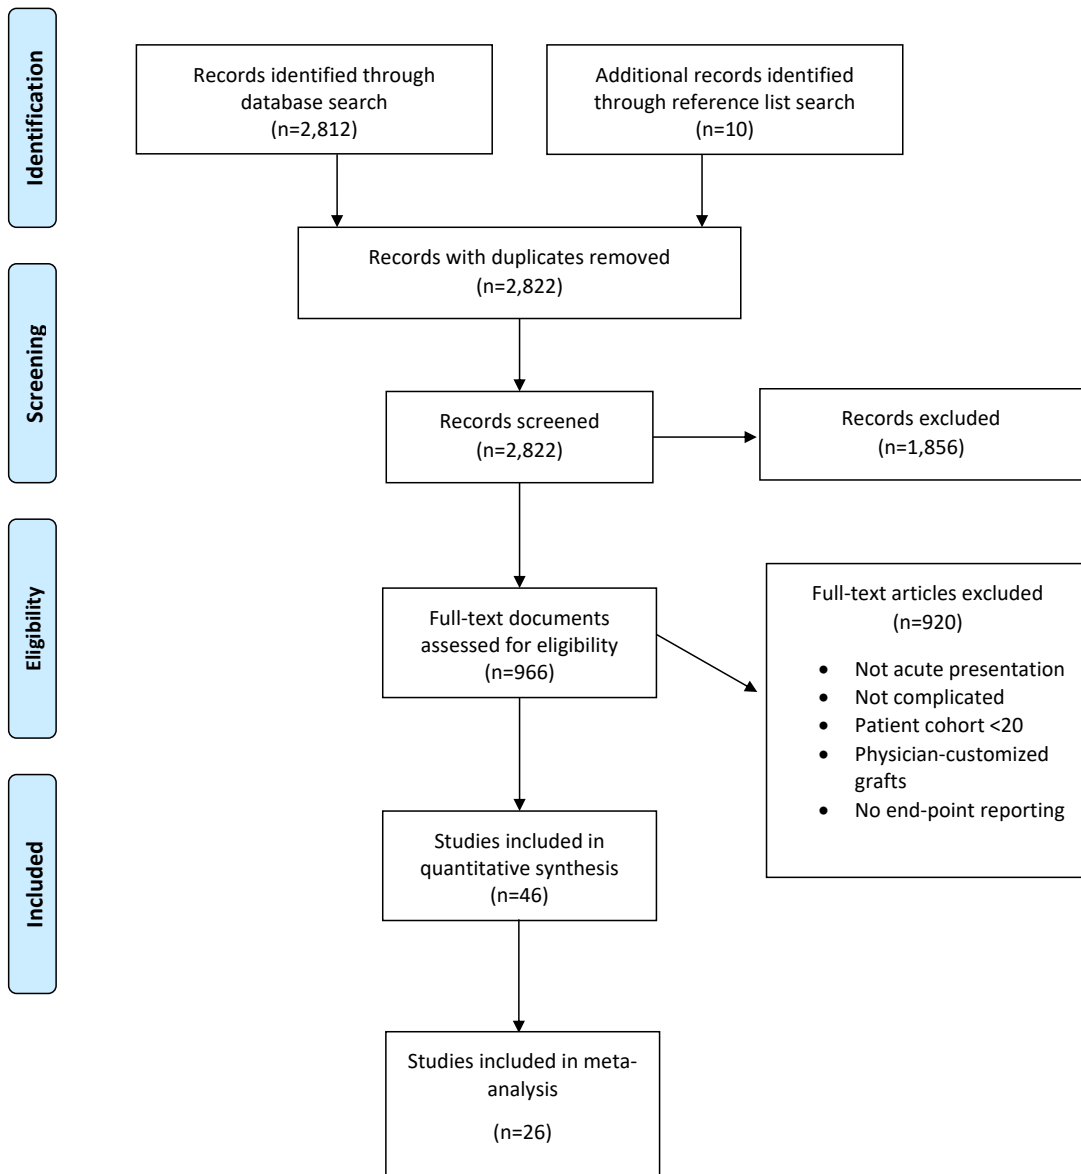 Identification
Records identified through
database search
(n=2,812)
Additional records identified
through reference list search
(n=10)
Records with duplicates removed
(n=2,822)
Screening
Records screened
(n=2,822)
Records excluded
(n=1,856)
Eligibility
Full-text documents
assessed for eligibility
(n=966)
Full-text articles excluded
(n=920)
• Not acute presentation
• Not complicated
• Patient cohort <20
• Physician-customized
grafts
• No end-point reporting
Included
Studies included in
quantitative synthesis
(n=46)
Studies included in meta-
analysis
(n=26)